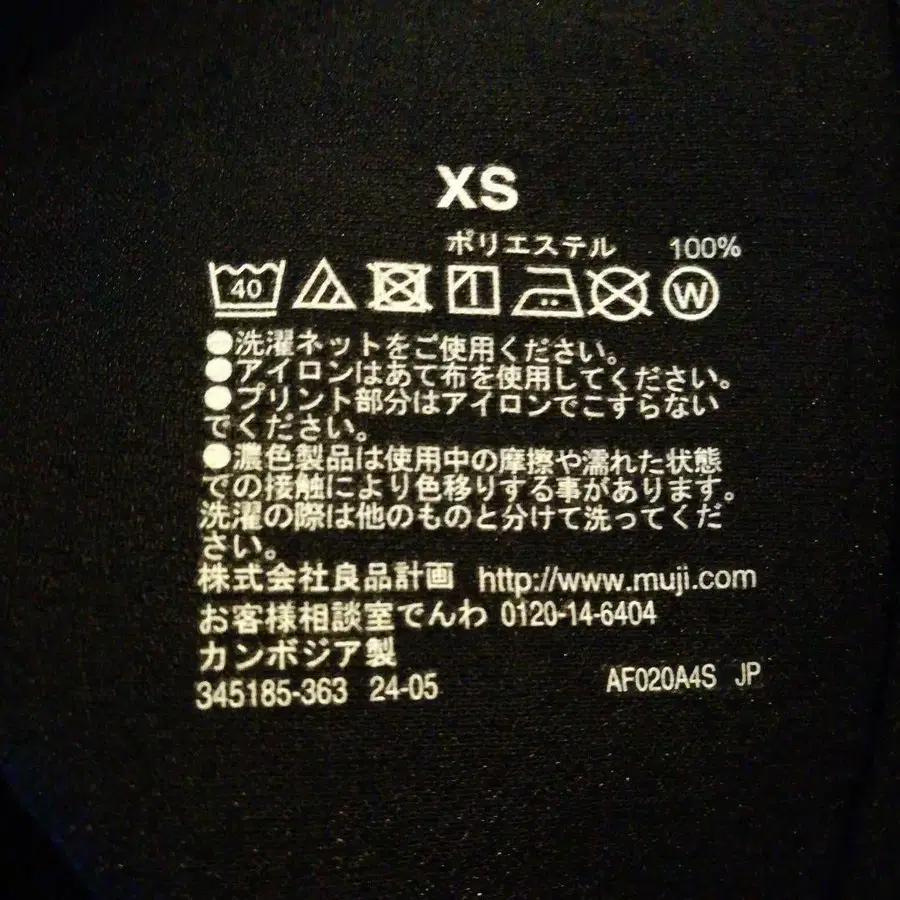 XS
ポリエステル 100%
40 W
●洗濯ネットをご使用ください。
●アイロンはあて布を使用してください。
●プリント部分はアイロンでこすらない
でください。
●濃色製品は使用中の摩擦や濡れた状態
での接触により色移りする事があります。
洗濯の際は他のものと分けて洗ってくだ
さい。
株式会社良品計画 http://www.muji.com
お客様相談室でんわ 0120-14-6404
カンボジア製
345185-363 24-05 AF020A4S JP